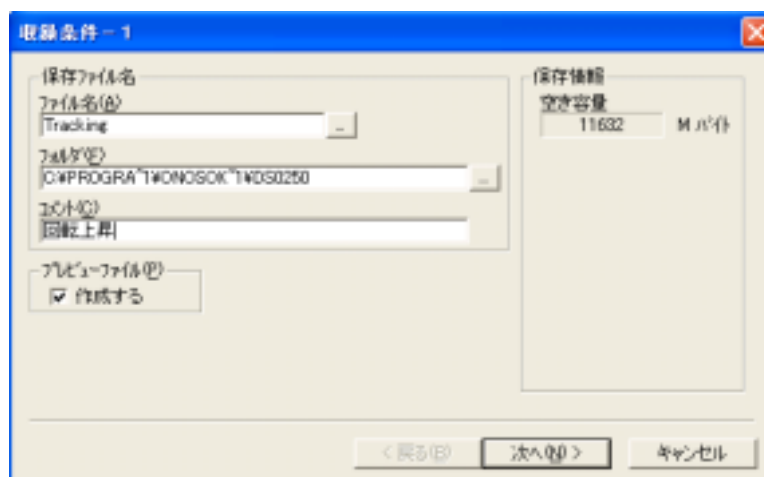 収録条件 - 1
保存ファイル名
ファイル名(A)
Tracking
...
フォルダ(F)
C:¥PROGRA~1¥ONOSOK~1¥DS0250
...
コメント(C)
回転上昇
プレビューファイル(P)
作成する
保存情報
空き容量
11632 M バイト
< 戻る(B)
次へ(N) >
キャンセル